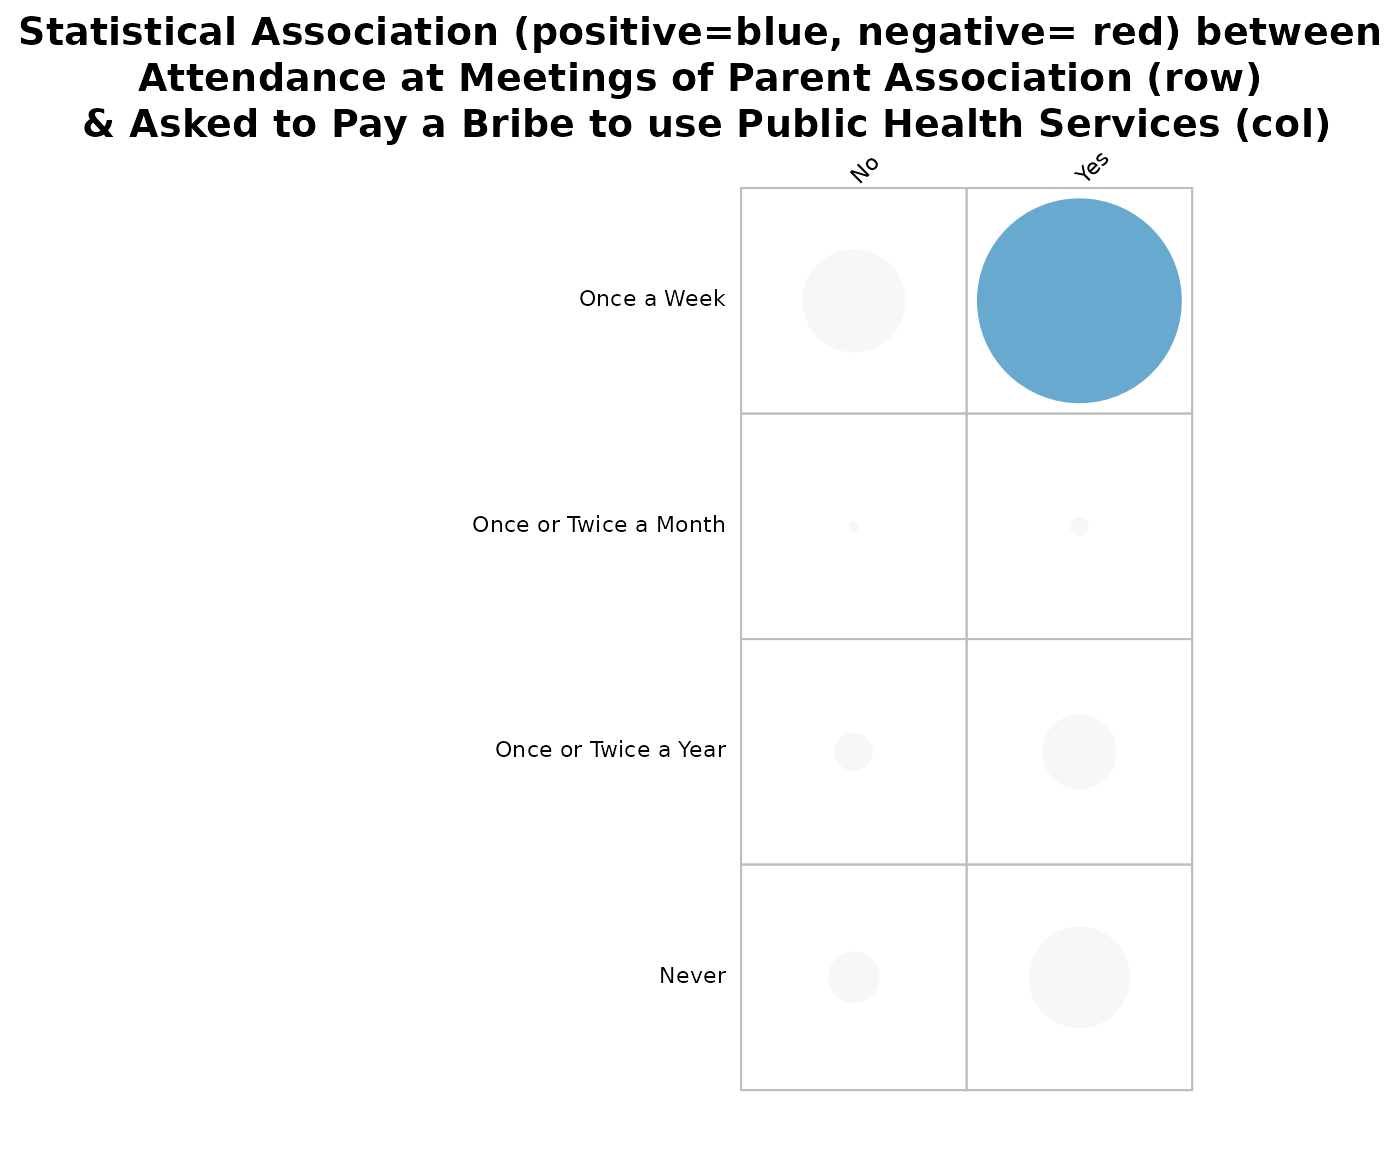 Statistical Association (positive=blue, negative= red) between
Attendance at Meetings of Parent Association (row)
& Asked to Pay a Bribe to use Public Health Services (col)
No
Yes
Once a Week
Once or Twice a Month
Once or Twice a Year
Never